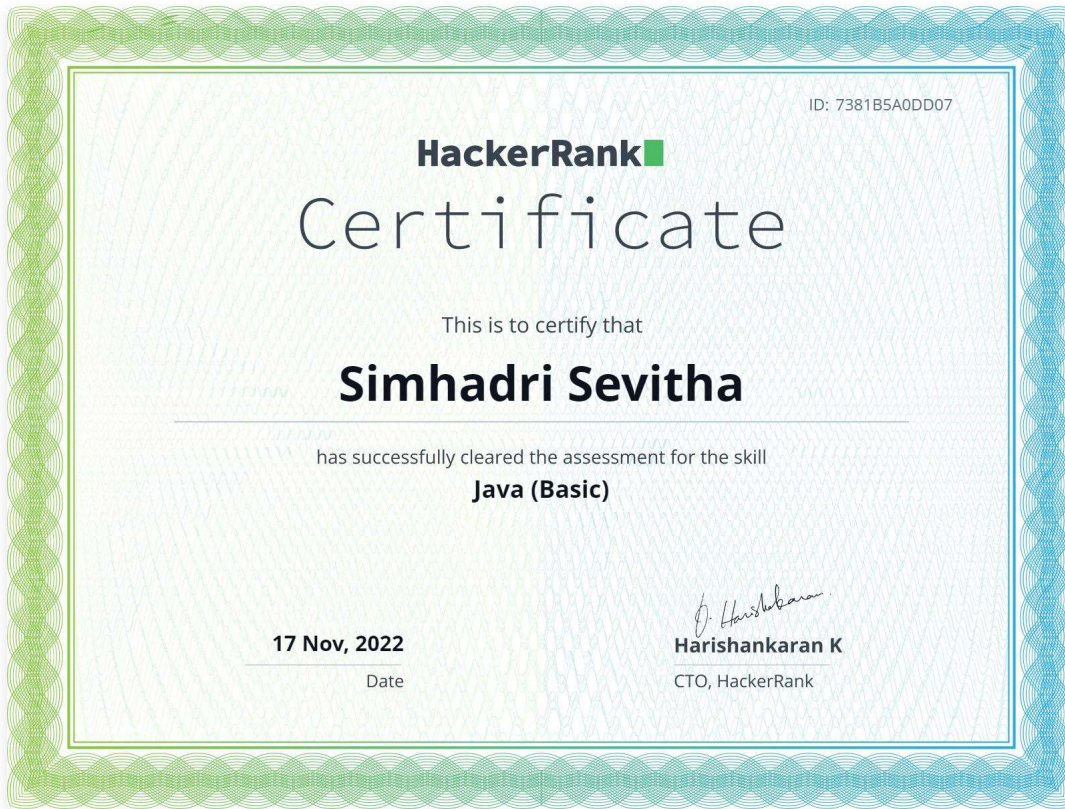 ID: 7381B5A0DD07
HackerRank
Certificate
This is to certify that
Simhadri Sevitha
has successfully cleared the assessment for the skill
Java (Basic)
17 Nov, 2022
Date
Harishankaran K
CTO, HackerRank